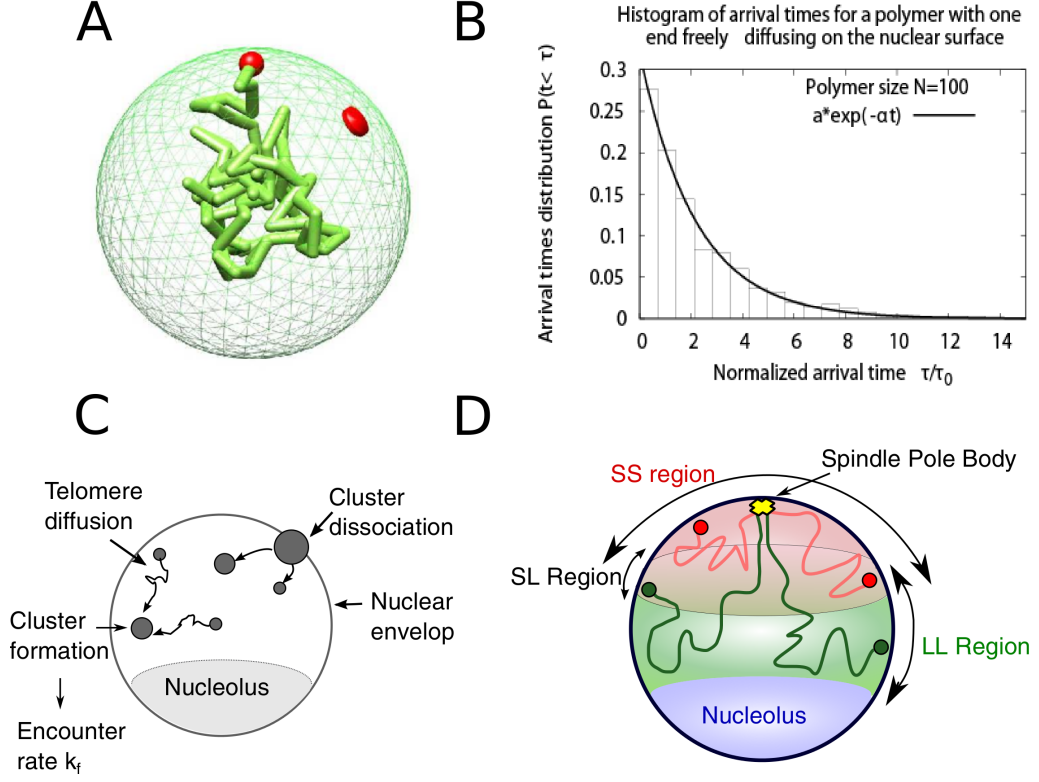 A
B
Histogram of arrival times for a polymer with one
end freely diffusing on the nuclear surface
Arrival times distribution P(t< τ)
0.3
0.25
0.2
0.15
0.1
0.05
0
Polymer size N=100
a*exp(-αt)
0 2 4 6 8 10 12 14
Normalized arrival time τ/τ0
C
Telomere
diffusion
Cluster
dissociation
Cluster
formation
Nuclear
envelop
Nucleolus
Encounter
rate kf
D
SS region
Spindle Pole Body
SL Region
LL Region
Nucleolus